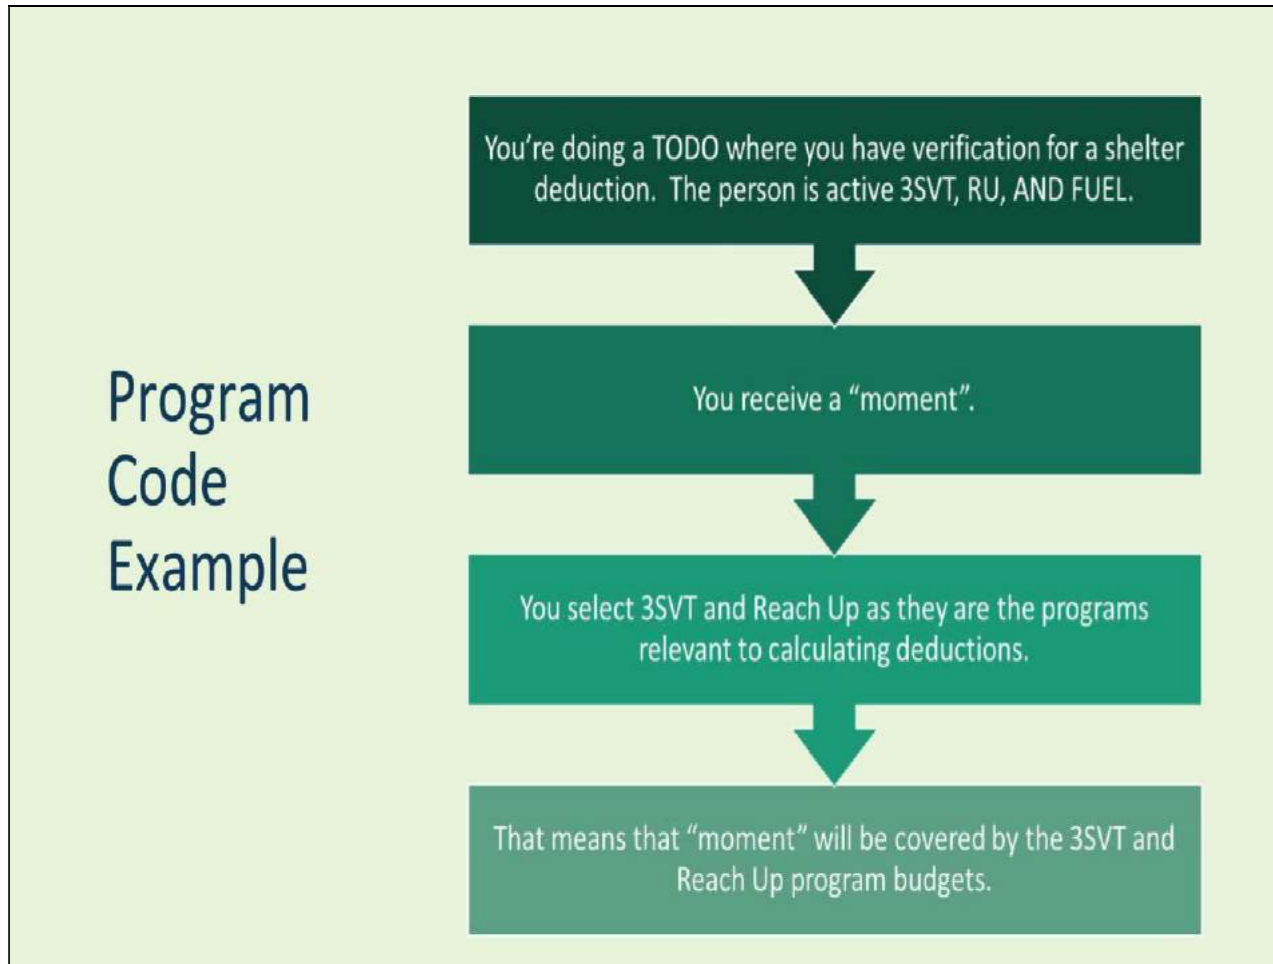 Program
Code
Example
You're doing a TODO where you have verification for a shelter
deduction.  The person is active 3SVT, RU, AND FUEL.
You receive a “moment”.
You select 3SVT and Reach Up as they are the programs
relevant to calculating deductions.
That means that “moment” will be covered by the 3SVT and
Reach Up program budgets.